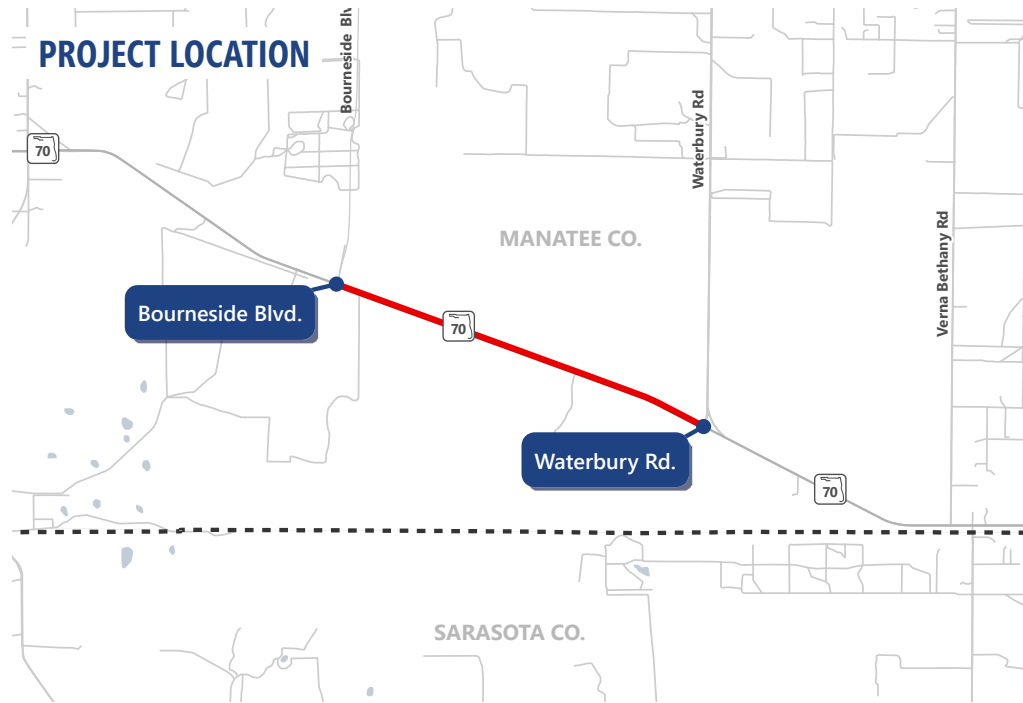 PROJECT LOCATION
Bourneside Blv
Waterbury Rd
70
MANATEE CO.
Verna Bethany Rd
Bourneside Blvd.
70
Waterbury Rd.
70
SARASOTA CO.